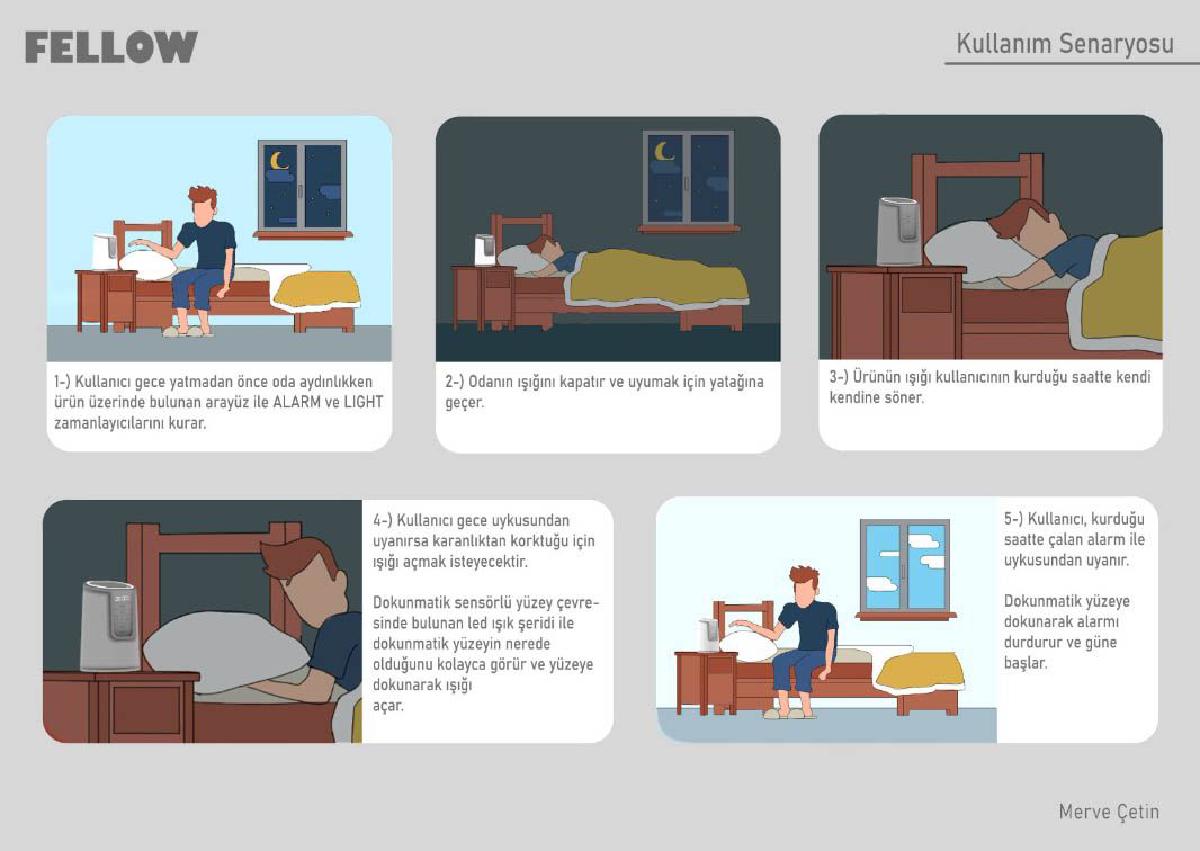 FELLOW
Kullanım Senaryosu
1-) Kullanıcı gece yatmadan önce oda aydınlıkken
ürün üzerinde bulunan arayüz ile ALARM ve LIGHT
zamanlayıcılarını kurar.
2-) Odanın ışığını kapatır ve uyumak için yatağına
geçer.
3-) Ürünün ışığı kullanıcının kurduğu saatte kendi
kendine söner.
4-) Kullanıcı gece uykusundan
uyanırsa karanlıktan korktuğu için
ışığı açmak isteyecektir.
Dokunmatik sensörlü yüzey çevre-
sinde bulunan led ışık şeridi ile
dokunmatik yüzeyin nerede
olduğunu kolayca görür ve yüzeye
dokunarak ışığı
açar.
5-) Kullanıcı, kurduğu
saatte çalan alarm ile
uykusundan uyanır.
Dokunmatik yüzeye
dokunarak alarmı
durdurur ve güne
başlar.
Merve Çetin